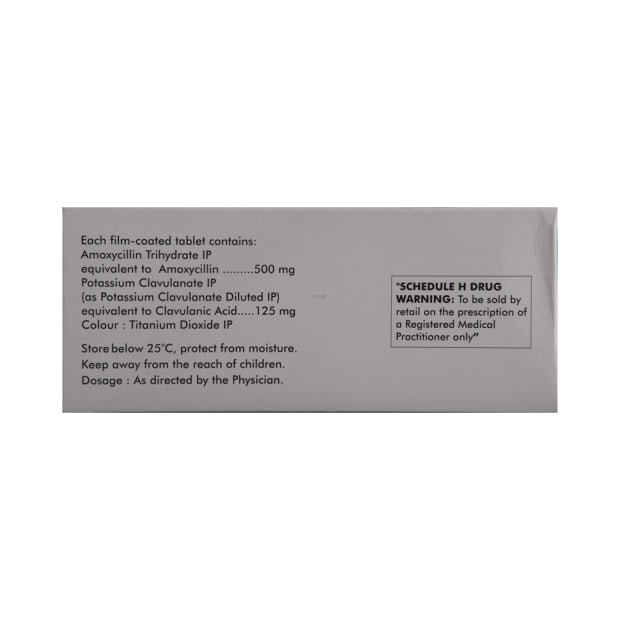 Each film-coated tablet contains:
Amoxycillin Trihydrate IP
equivalent to Amoxycillin .........500 mg
Potassium Clavulanate IP
(as Potassium Clavulanate Diluted IP)
equivalent to Clavulanic Acid.....125 mg
Colour : Titanium Dioxide IP
Store below 25°C, protect from moisture.
Keep away from the reach of children.
Dosage : As directed by the Physician.
"SCHEDULE H DRUG
WARNING: To be sold by
retail on the prescription of
a Registered Medical
Practitioner only"